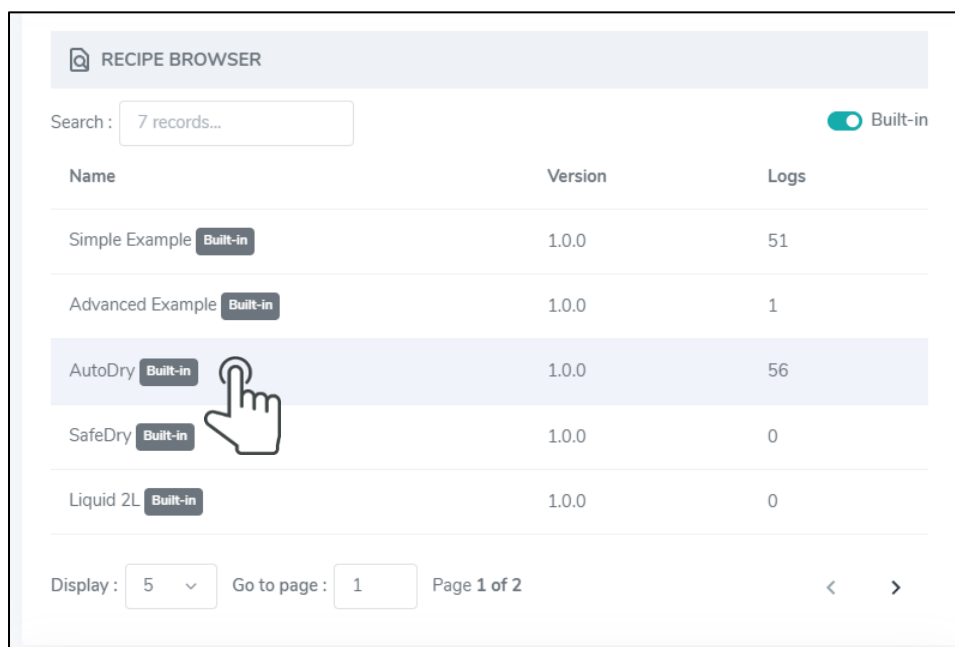 RECIPE BROWSER
Search : 7 records... Built-in
Name Version Logs
Simple Example Built-in 1.0.0 51
Advanced Example Built-in 1.0.0 1
AutoDry Built-in 1.0.0 56
SafeDry Built-in 1.0.0 0
Liquid 2L Built-in 1.0.0 0
Display : 5 Go to page : 1 Page 1 of 2